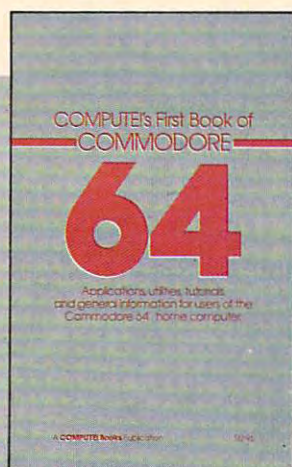 COMPUTE!'s First Book of
COMMODORE
64
Applications, utilities, tutorials,
and general information for users of the
Commodore 64 home computer.
A COMPUTE! Books Publication